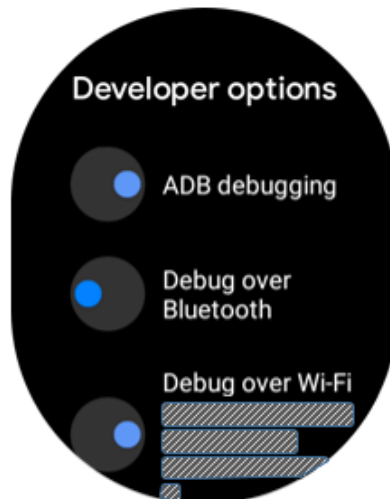 Developer options
ADB debugging
Debug over
Bluetooth
Debug over Wi-Fi